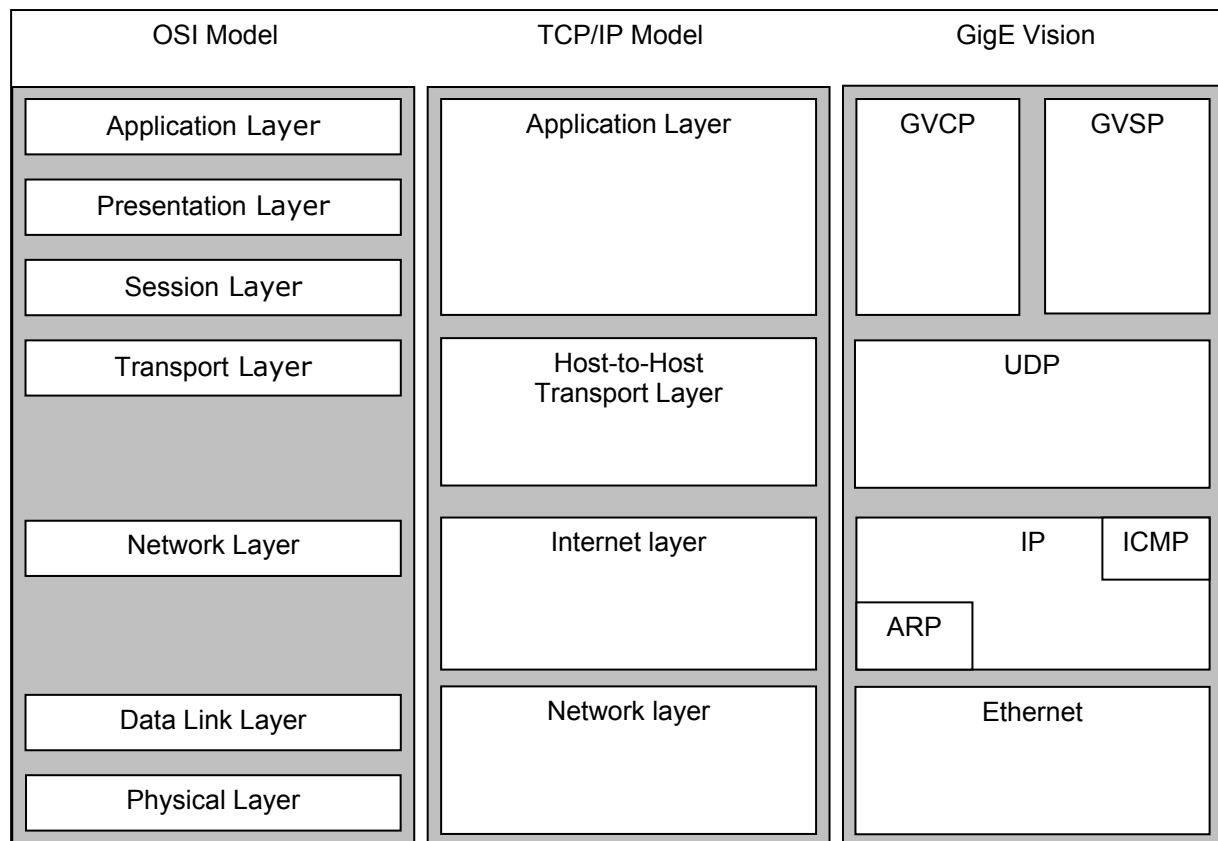 OSI Model
TCP/IP Model
GigE Vision
Application Layer
Presentation Layer
Session Layer
Transport Layer
Network Layer
Data Link Layer
Physical Layer
Application Layer
Host-to-Host
Transport Layer
Internet layer
Network layer
GVCP
GVSP
UDP
IP
ICMP
ARP
Ethernet